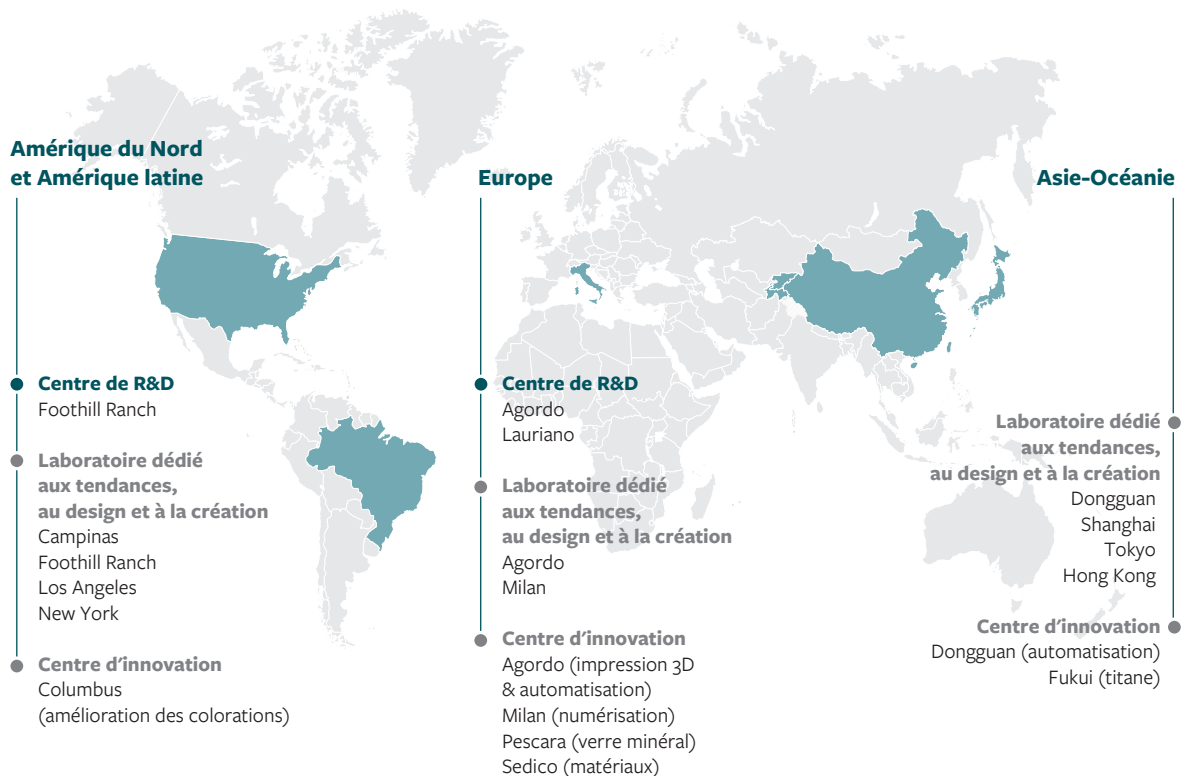 Amérique du Nord
et Amérique latine
Centre de R&D
Foothill Ranch
Laboratoire dédié
aux tendances,
au design et à la création
Campinas
Foothill Ranch
Los Angeles
New York
Centre d'innovation
Columbus
(amélioration des colorations)
Europe
Centre de R&D
Agordo
Lauriano
Laboratoire dédié
aux tendances,
au design et à la création
Agordo
Milan
Centre d'innovation
Agordo (impression 3D
& automatisation)
Milan (numérisation)
Pescara (verre minéral)
Sedico (matériaux)
Asie-Océanie
Laboratoire dédié
aux tendances,
au design et à la création
Dongguan
Shanghai
Tokyo
Hong Kong
Centre d'innovation
Dongguan (automatisation)
Fukui (titane)